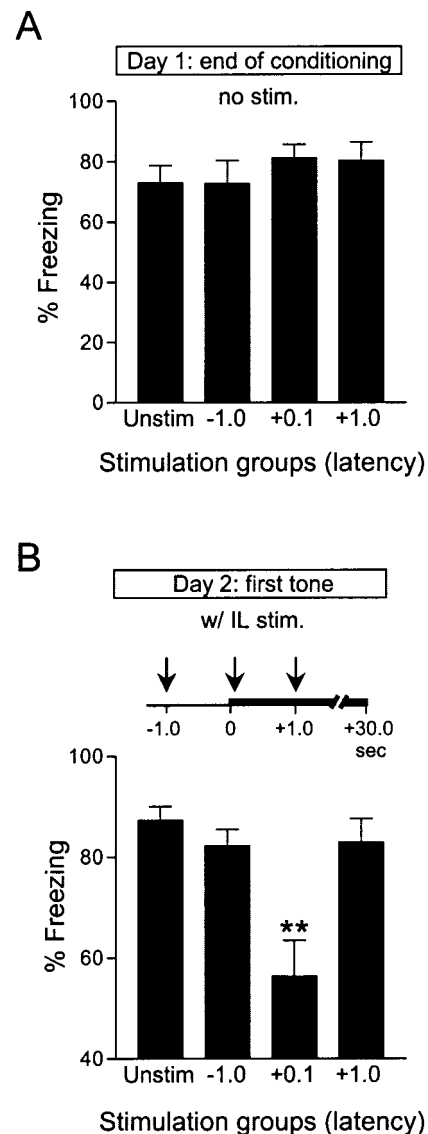 A
Day 1: end of conditioning
no stim.
100
80
60
40
20
0
% Freezing
Unstim -1.0 +0.1 +1.0
Stimulation groups (latency)
B
Day 2: first tone
w/ IL stim.
-1.0 0 +1.0 +30.0
sec
100
80
60
40
% Freezing
**
Unstim -1.0 +0.1 +1.0
Stimulation groups (latency)